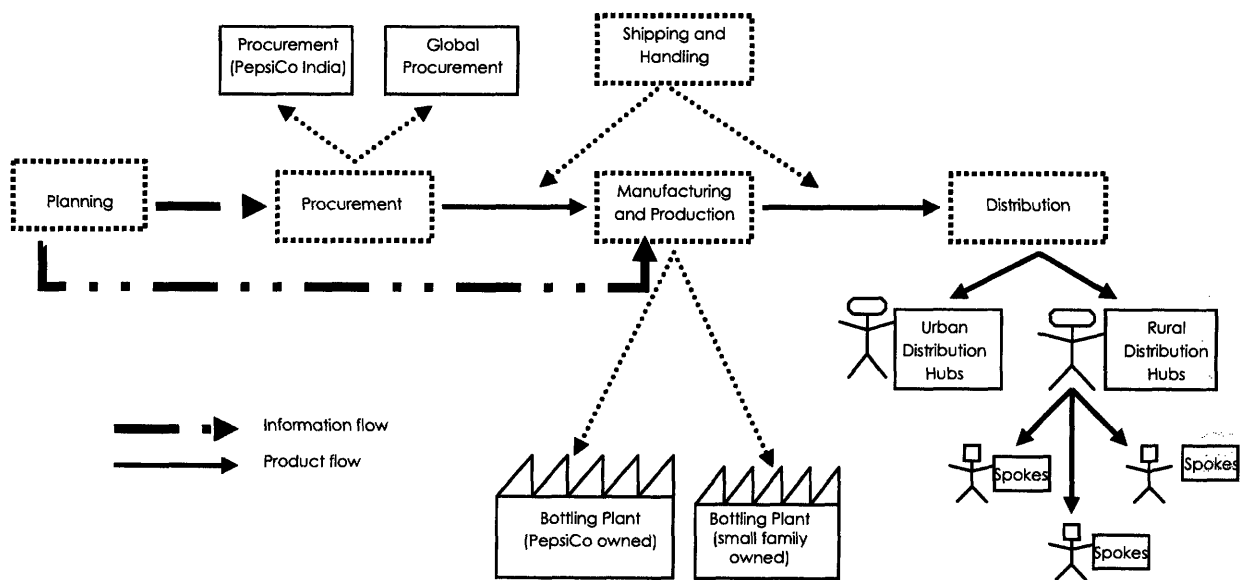 Procurement
(PepsiCo India)
Global
Procurement
Shipping and
Handling
Planning
Procurement
Manufacturing
and Production
Distribution
Urban
Distribution
Hubs
Rural
Distribution
Hubs
Information flow
Product flow
Spokes
Spokes
Spokes
Bottling Plant
(PepsiCo owned)
Bottling Plant
(small family
owned)